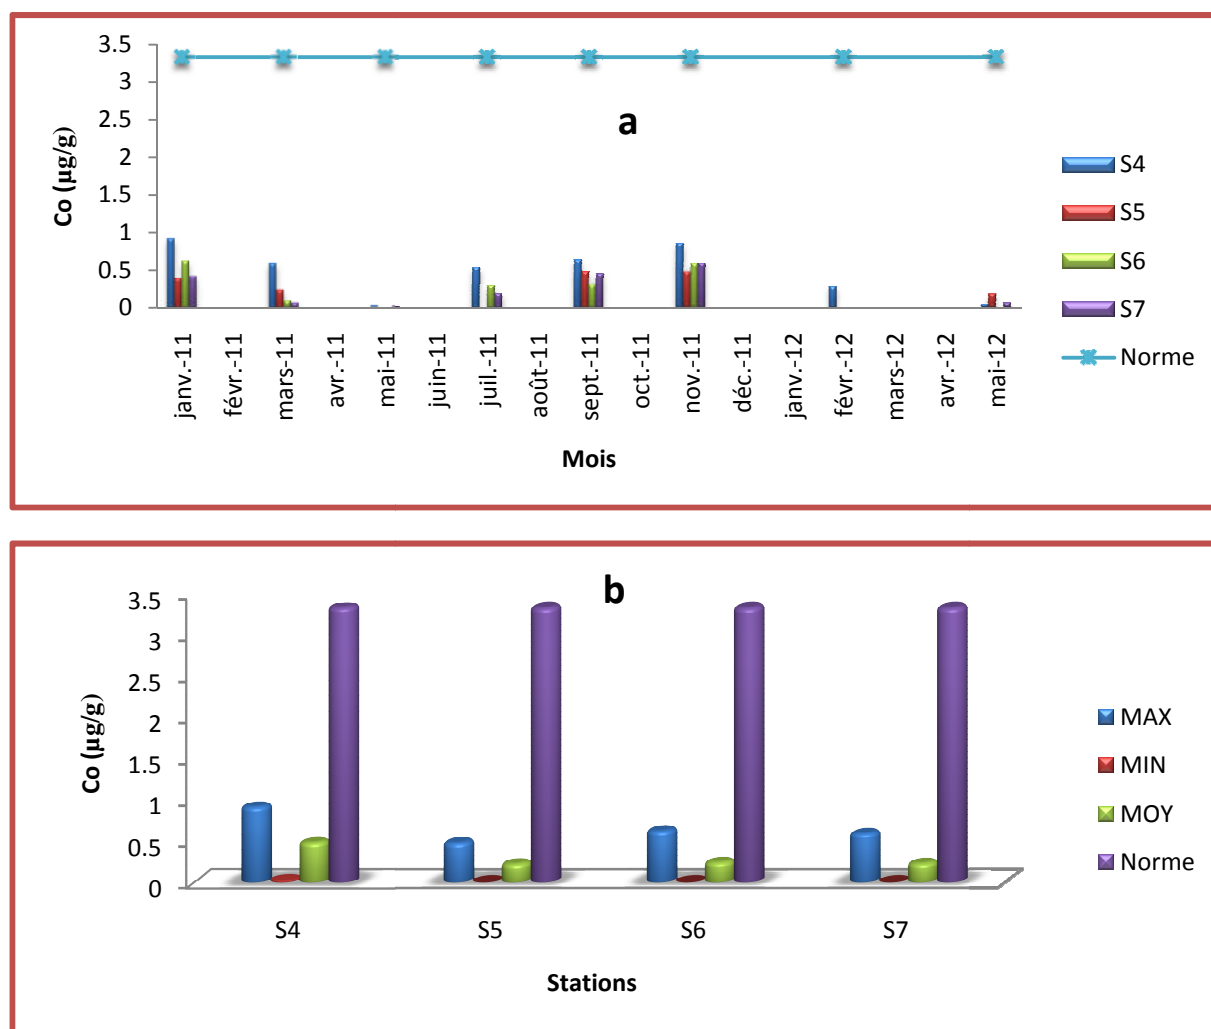 3.5
3
2.5
2
1.5
1
0.5
0
Co (µg/g)
a
janv.-11
févr.-11
mars-11
avr.-11
mai-11
juin-11
juil.-11
août-11
sept.-11
oct.-11
nov.-11
déc.-11
janv.-12
févr.-12
mars-12
avr.-12
mai-12
Mois
S4
S5
S6
S7
Norme
b
3.5
3
2.5
2
1.5
1
0.5
0
Co (µg/g)
S4
S5
S6
S7
Stations
MAX
MIN
MOY
Norme